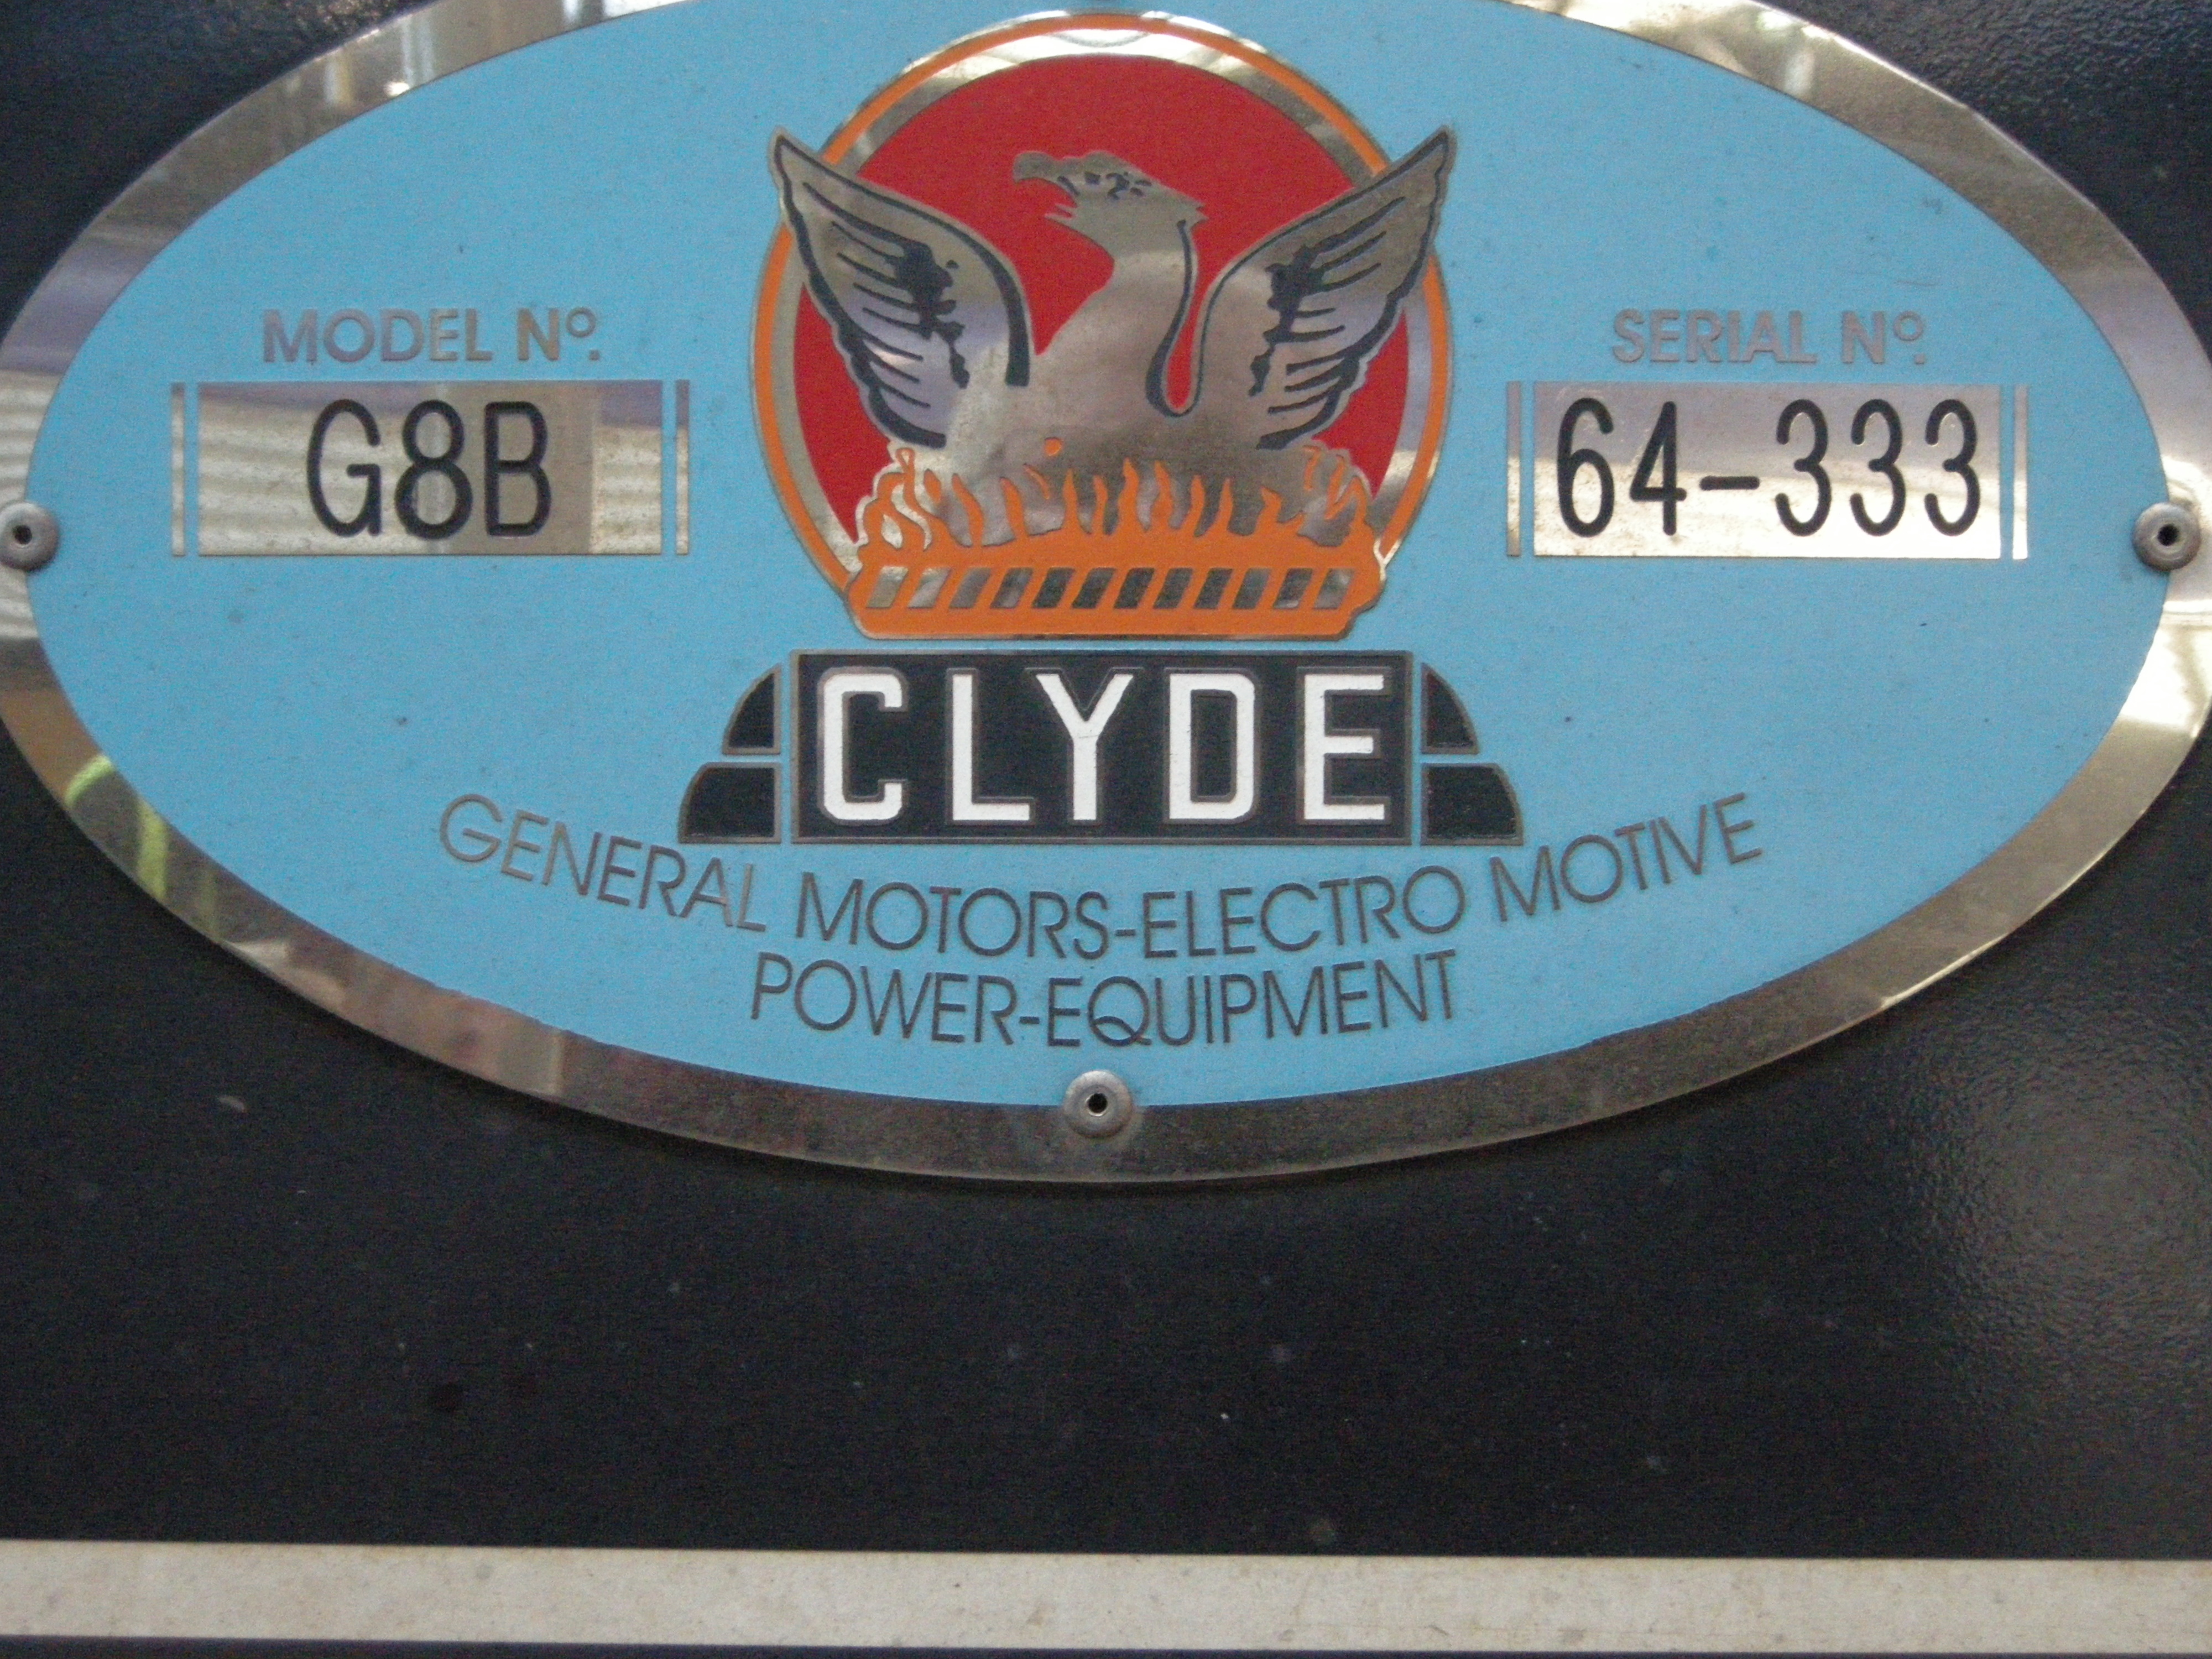 MODEL Nº.
G8B
SERIAL Nº.
64-333
CLYDE
GENERAL MOTORS-ELECTRO MOTIVE
POWER-EQUIPMENT